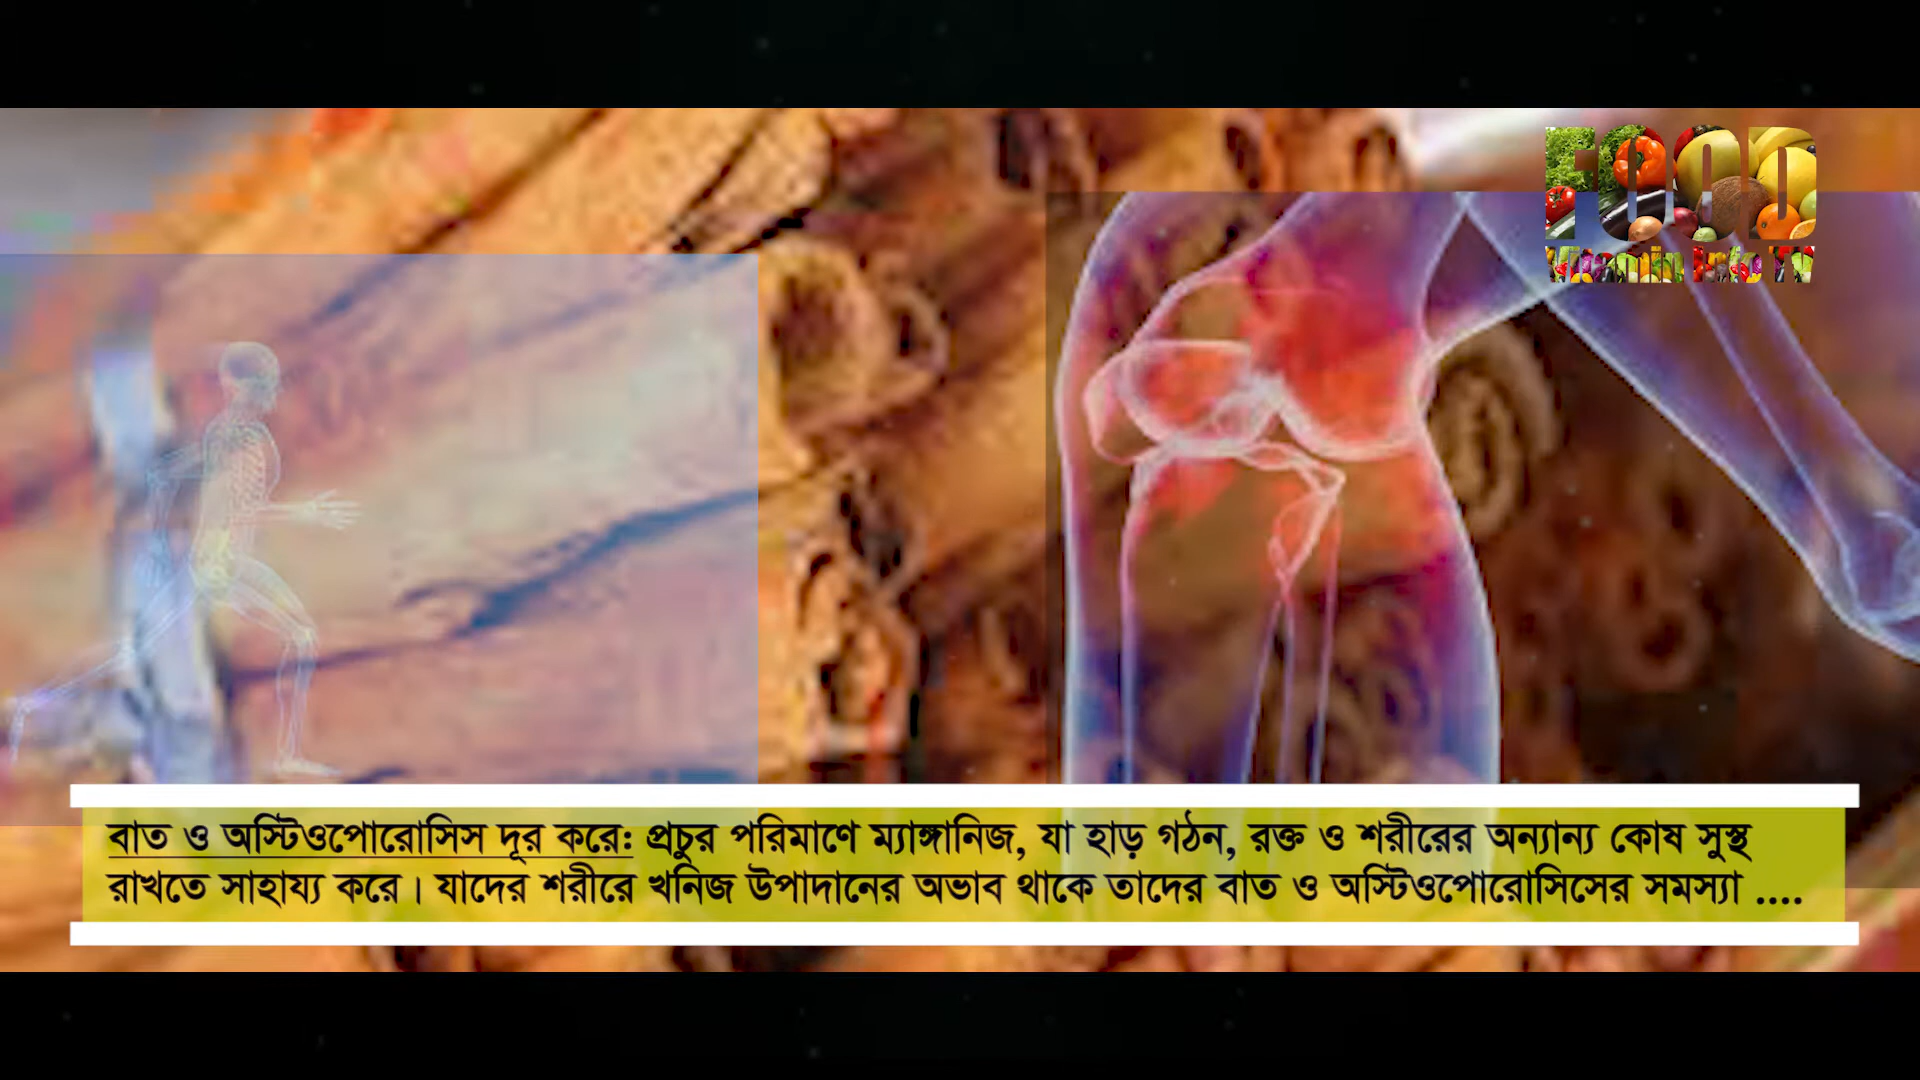 FOOD
Vitamin Info TV
বাত ও অস্টিওপোরোসিস দূর করে: প্রচুর পরিমাণে ম্যাঙ্গানিজ, যা হাড় গঠন, রক্ত ও শরীরের অন্যান্য কোষ সুস্থ
রাখতে সাহায্য করে। যাদের শরীরে খনিজ উপাদানের অভাব থাকে তাদের বাত ও অস্টিওপোরোসিসের সমস্যা ....